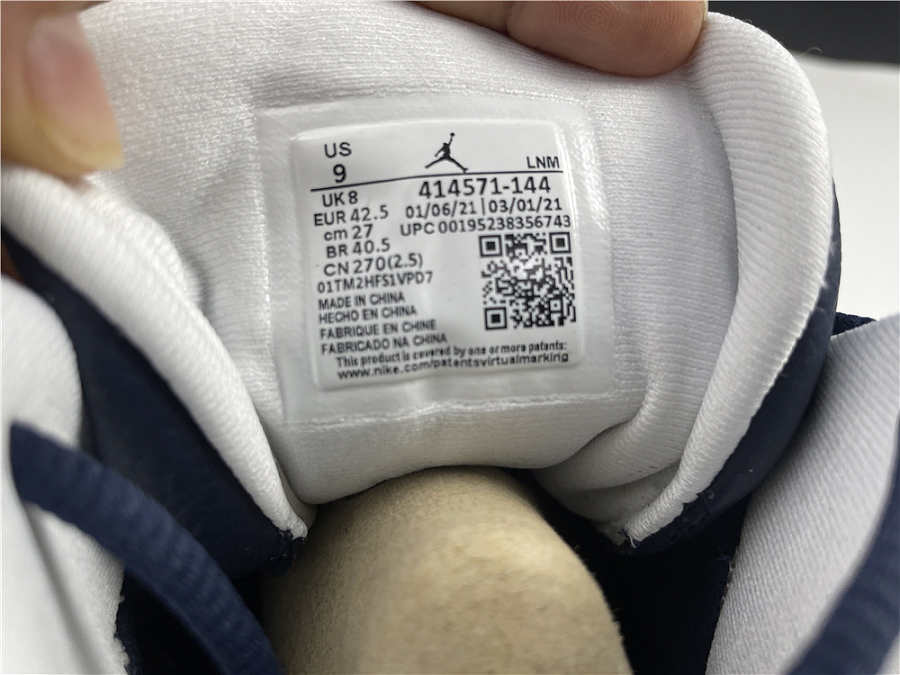 US
9
LNM
UK 8
414571-144
EUR 42.5
01/06/21 | 03/01/21
cm 27
UPC 00195238356743
BR 40.5
CN 270(2.5)
01TM2HFS1VPD7
MADE IN CHINA
HECHO EN CHINA
FABRIQUE EN CHINE
FABRICADO NA CHINA
This product is covered by one or more patents:
www.nike.com/patentsvirtualmarking